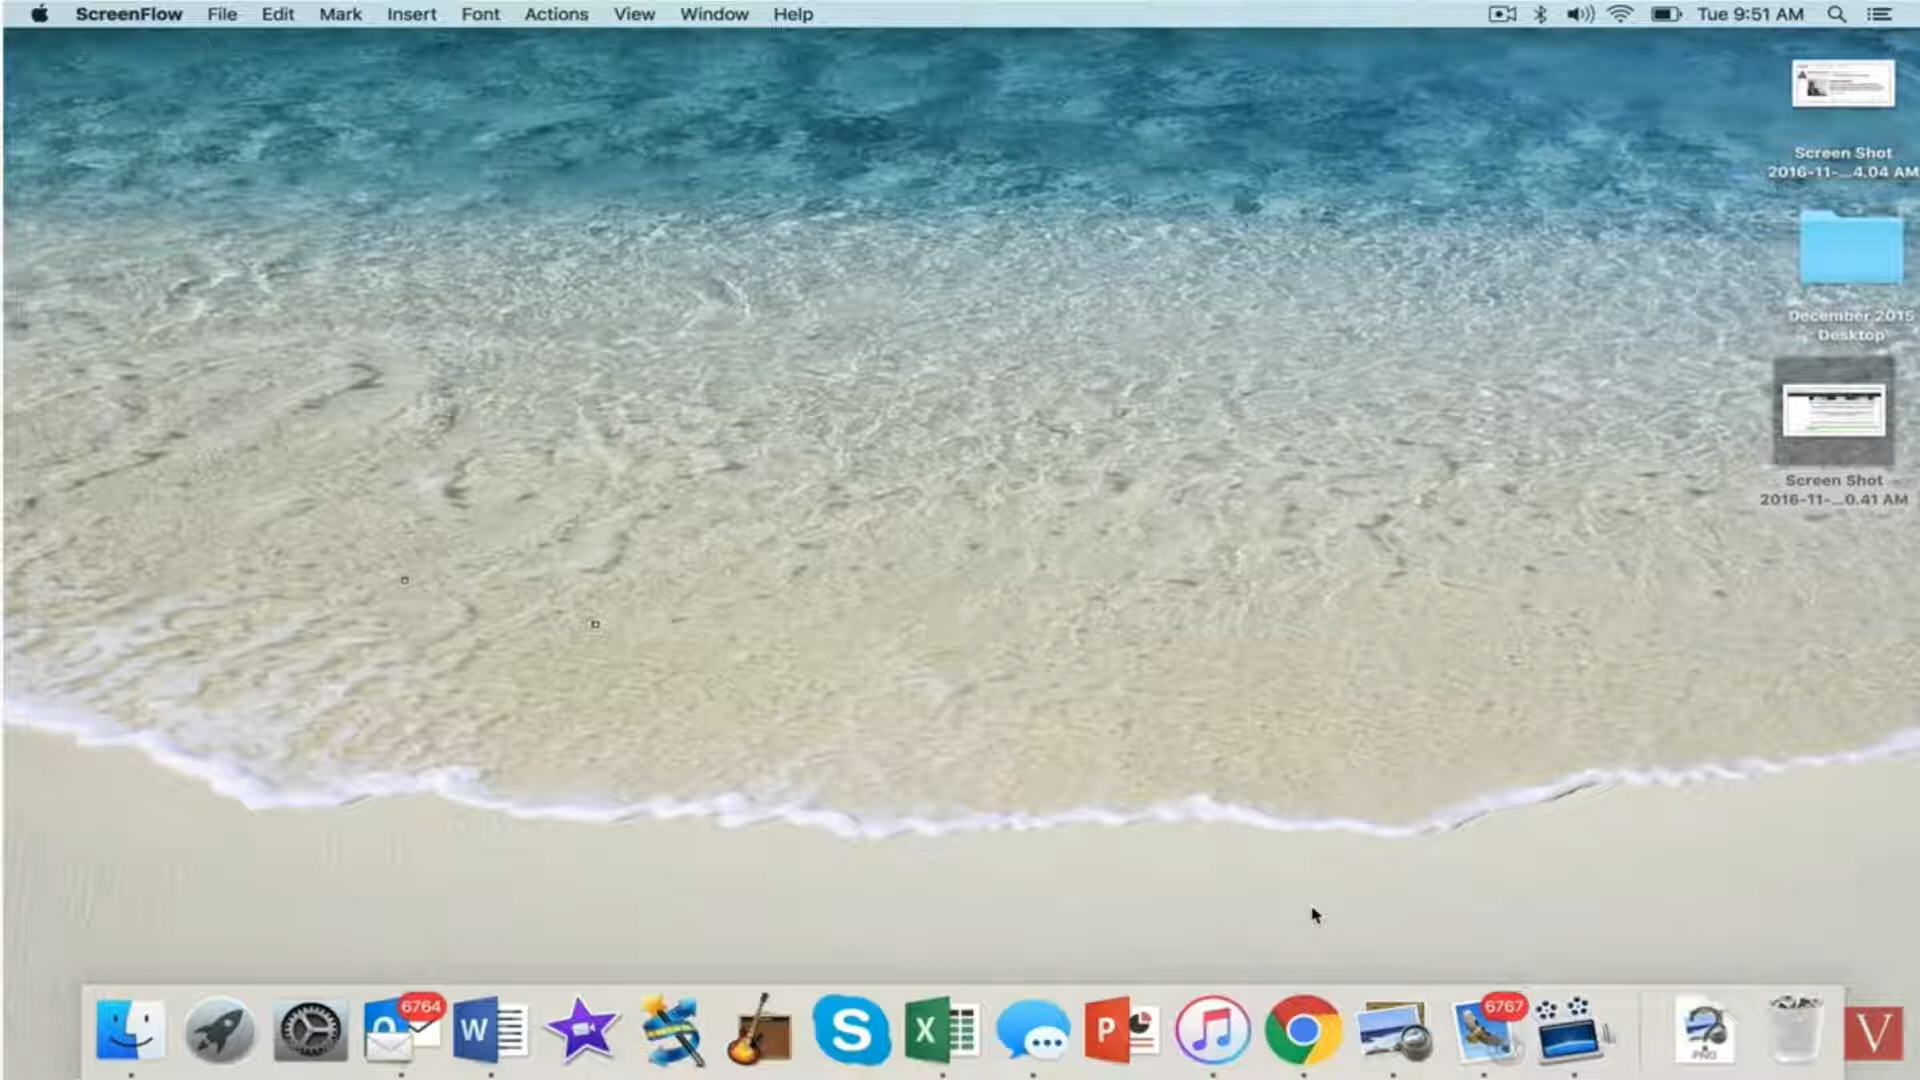 ScreenFlow File Edit Mark Insert Font Actions View Window Help Tue 9:51 AM
Screen Shot
2016-11-...4.04 AM
December 2015
Desktop
Screen Shot
2016-11-...0.41 AM
6764
W
S
X
P
6767
PNG
V